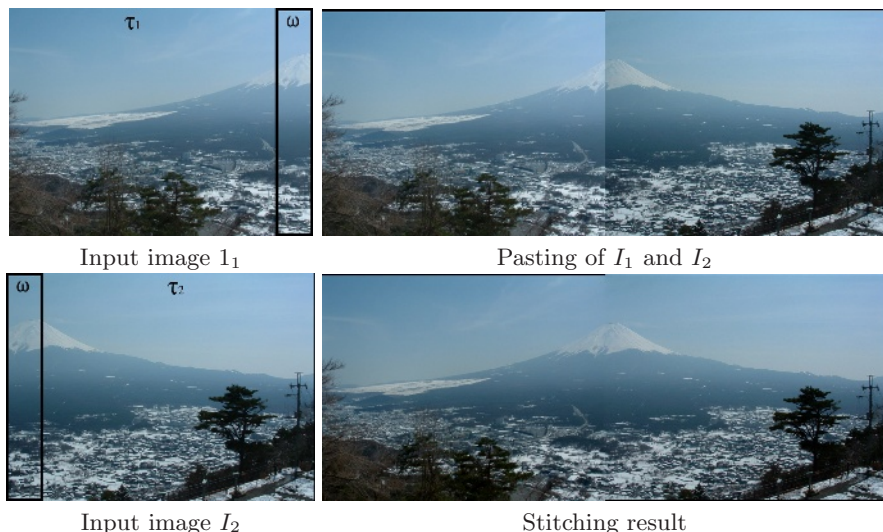 τ₁ ω
Input image 1₁
Pasting of I₁ and I₂
ω τ₂
Input image I₂
Stitching result